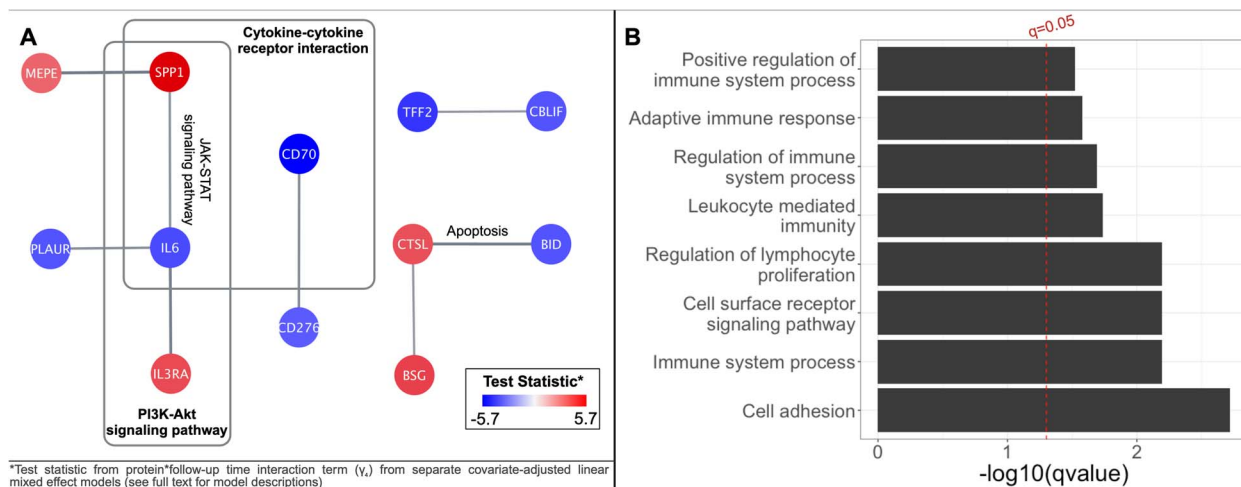 A
Cytokine-cytokine
receptor interaction
MEPE
SPP1
JAK-STAT
signaling pathway
CD70
TFF2
CBLIF
PLAUR
IL6
CTSL
Apoptosis
BID
CD276
IL3RA
BSG
PI3K-Akt
signaling pathway
Test Statistic*
-5.7
5.7
*Test statistic from protein*follow-up time interaction term (γ₄) from separate covariate-adjusted linear
mixed effect models (see full text for model descriptions)
B
q=0.05
Positive regulation of
immune system process
Adaptive immune response
Regulation of immune
system process
Leukocyte mediated
immunity
Regulation of lymphocyte
proliferation
Cell surface receptor
signaling pathway
Immune system process
Cell adhesion
0
1
2
-log10(qvalue)